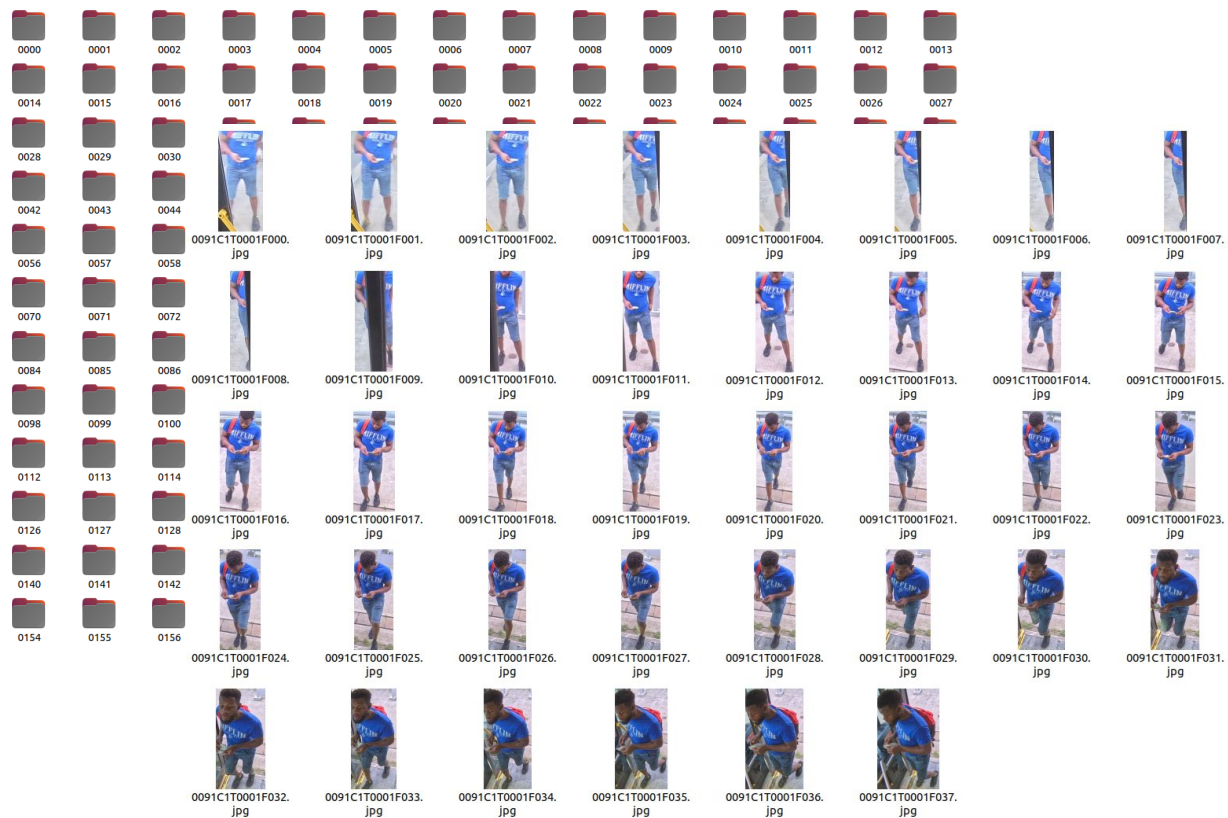 0000 0001 0002 0003 0004 0005 0006 0007 0008 0009 0010 0011 0012 0013
0014 0015 0016 0017 0018 0019 0020 0021 0022 0023 0024 0025 0026 0027
0028 0029 0030
0042 0043 0044
0056 0057 0058
0070 0071 0072
0084 0085 0086
0098 0099 0100
0112 0113 0114
0126 0127 0128
0140 0141 0142
0154 0155 0156
0091C1T0001F000. 0091C1T0001F001. 0091C1T0001F002. 0091C1T0001F003. 0091C1T0001F004. 0091C1T0001F005. 0091C1T0001F006. 0091C1T0001F007.
jpg jpg jpg jpg jpg jpg jpg jpg
0091C1T0001F008. 0091C1T0001F009. 0091C1T0001F010. 0091C1T0001F011. 0091C1T0001F012. 0091C1T0001F013. 0091C1T0001F014. 0091C1T0001F015.
jpg jpg jpg jpg jpg jpg jpg jpg
MIFFLIN
0091C1T0001F016. 0091C1T0001F017. 0091C1T0001F018. 0091C1T0001F019. 0091C1T0001F020. 0091C1T0001F021. 0091C1T0001F022. 0091C1T0001F023.
jpg jpg jpg jpg jpg jpg jpg jpg
0091C1T0001F024. 0091C1T0001F025. 0091C1T0001F026. 0091C1T0001F027. 0091C1T0001F028. 0091C1T0001F029. 0091C1T0001F030. 0091C1T0001F031.
jpg jpg jpg jpg jpg jpg jpg jpg
0091C1T0001F032. 0091C1T0001F033. 0091C1T0001F034. 0091C1T0001F035. 0091C1T0001F036. 0091C1T0001F037.
jpg jpg jpg jpg jpg jpg